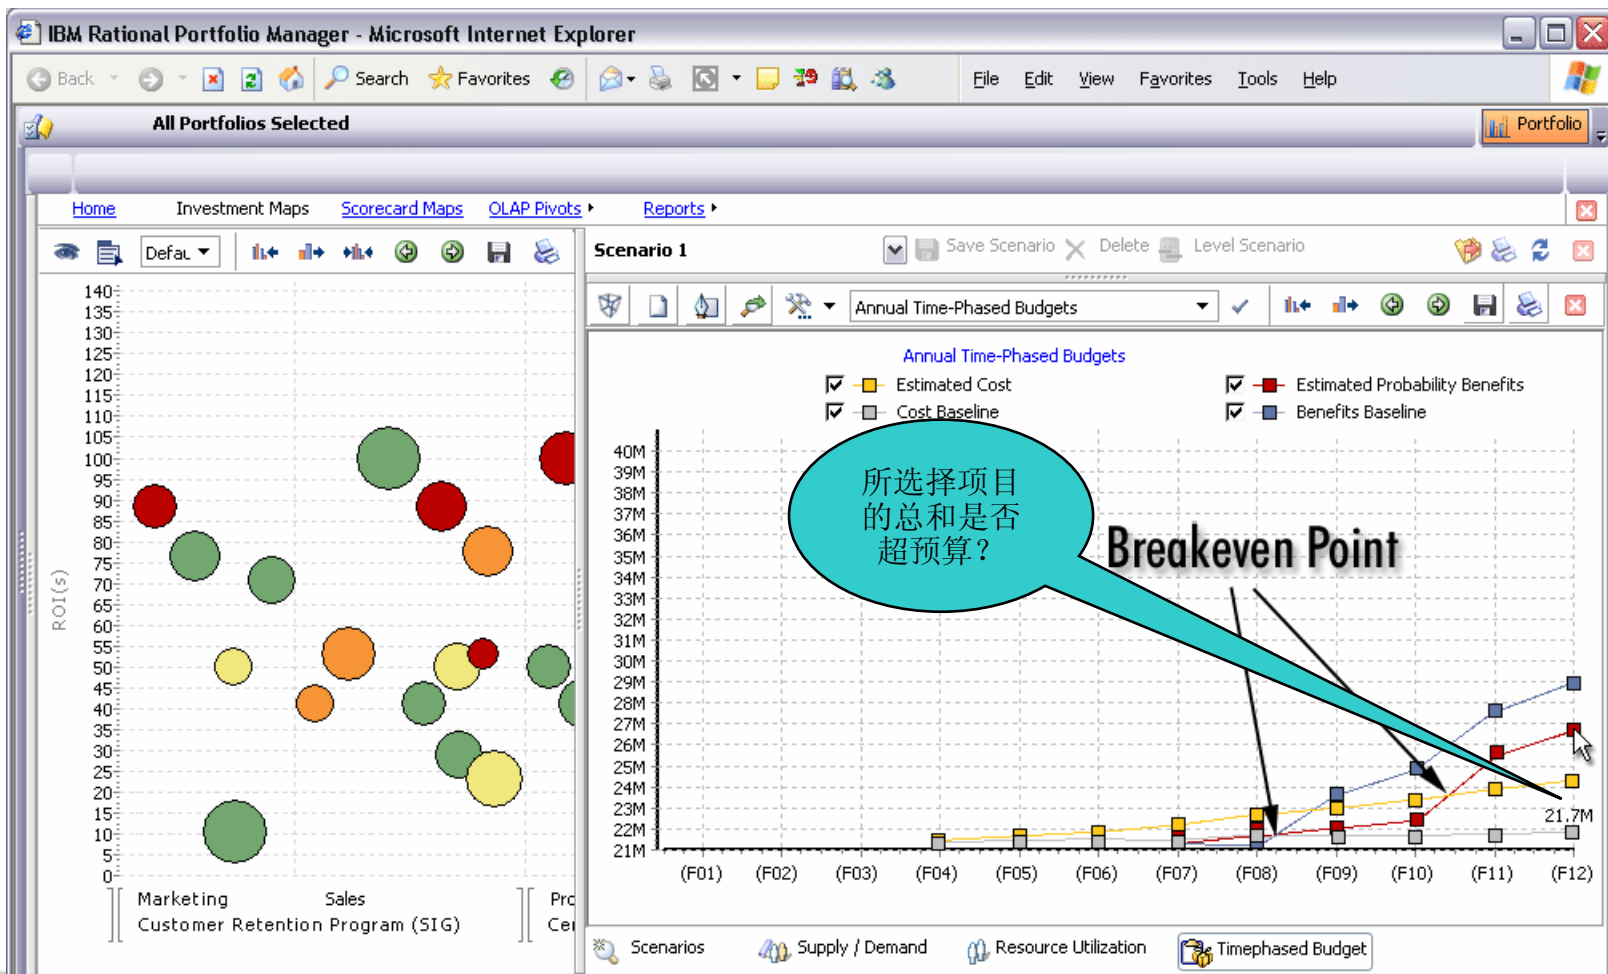 IBM Rational Portfolio Manager - Microsoft Internet Explorer
Back Search Favorites File Edit View Favorites Tools Help
All Portfolios Selected Portfolio
Home Investment Maps Scorecard Maps OLAP Pivots Reports
Scenario 1 Save Scenario Delete Level Scenario
Annual Time-Phased Budgets
140
135
130
125
120
115
110
105
100
95
90
85
80
75
70
65
60
55
50
45
40
35
30
25
20
15
10
5
0
ROI(s)
Marketing Sales
Customer Retention Program (SIG)
Annual Time-Phased Budgets
Estimated Cost Estimated Probability Benefits
Cost Baseline Benefits Baseline
所选择项目
的总和是否
超预算？
Breakeven Point
40M
39M
38M
37M
36M
35M
34M
33M
32M
31M
30M
29M
28M
27M
26M
25M
24M
23M
22M
21M
21.7M
(F01) (F02) (F03) (F04) (F05) (F06) (F07) (F08) (F09) (F10) (F11) (F12)
Scenarios Supply / Demand Resource Utilization Timephased Budget